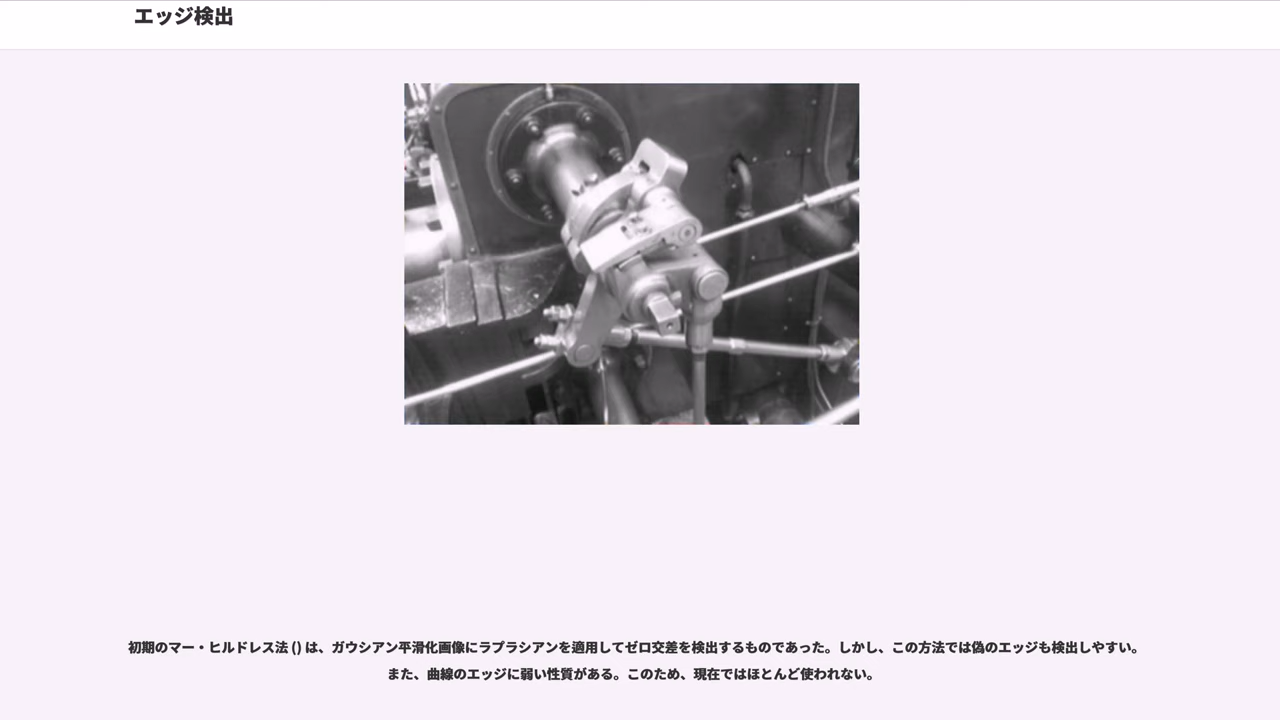 エッジ検出
初期のマー・ヒルドレス法 () は、ガウシアン平滑化画像にラプラシアンを適用してゼロ交差を検出するものであった。しかし、この方法では偽のエッジも検出しやすい。
また、曲線のエッジに弱い性質がある。このため、現在ではほとんど使われない。